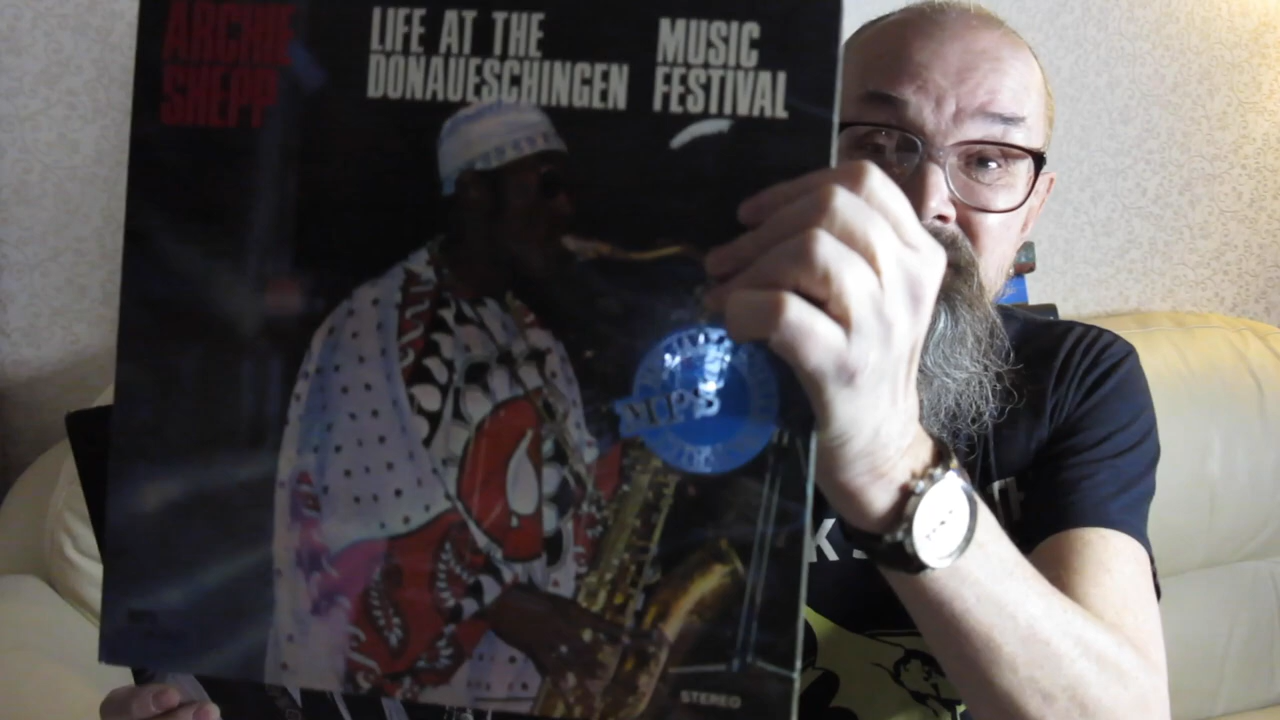 ARCHIE
SHEPP
LIFE AT THE
DONAUESCHINGEN
MUSIC
FESTIVAL
MPS
STEREO